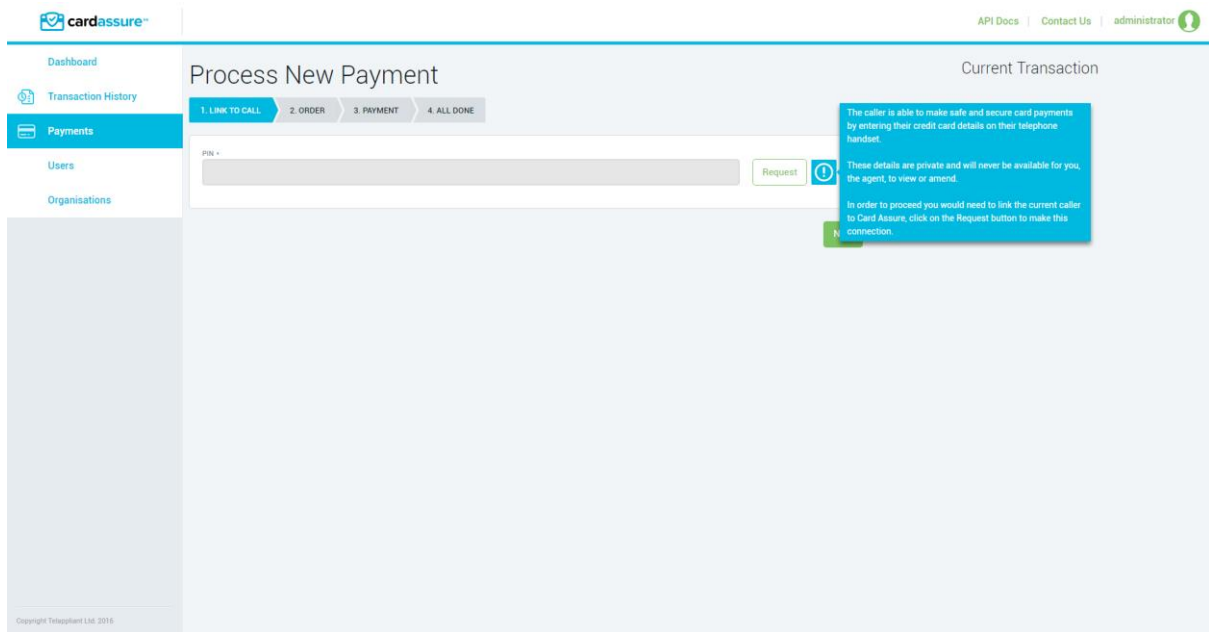 cardassure
API Docs | Contact Us | administrator
Dashboard
Transaction History
Payments
Users
Organisations
Process New Payment
1. LINK TO CALL
2. ORDER
3. PAYMENT
4. ALL DONE
PIN *
Request
Current Transaction
The caller is able to make safe and secure card payments
by entering their credit card details on their telephone
handset.
These details are private and will never be available for you,
the agent, to view or amend.
In order to proceed you would need to link the current caller
to Card Assure, click on the Request button to make this
connection.
Copyright Telappliant Ltd. 2016